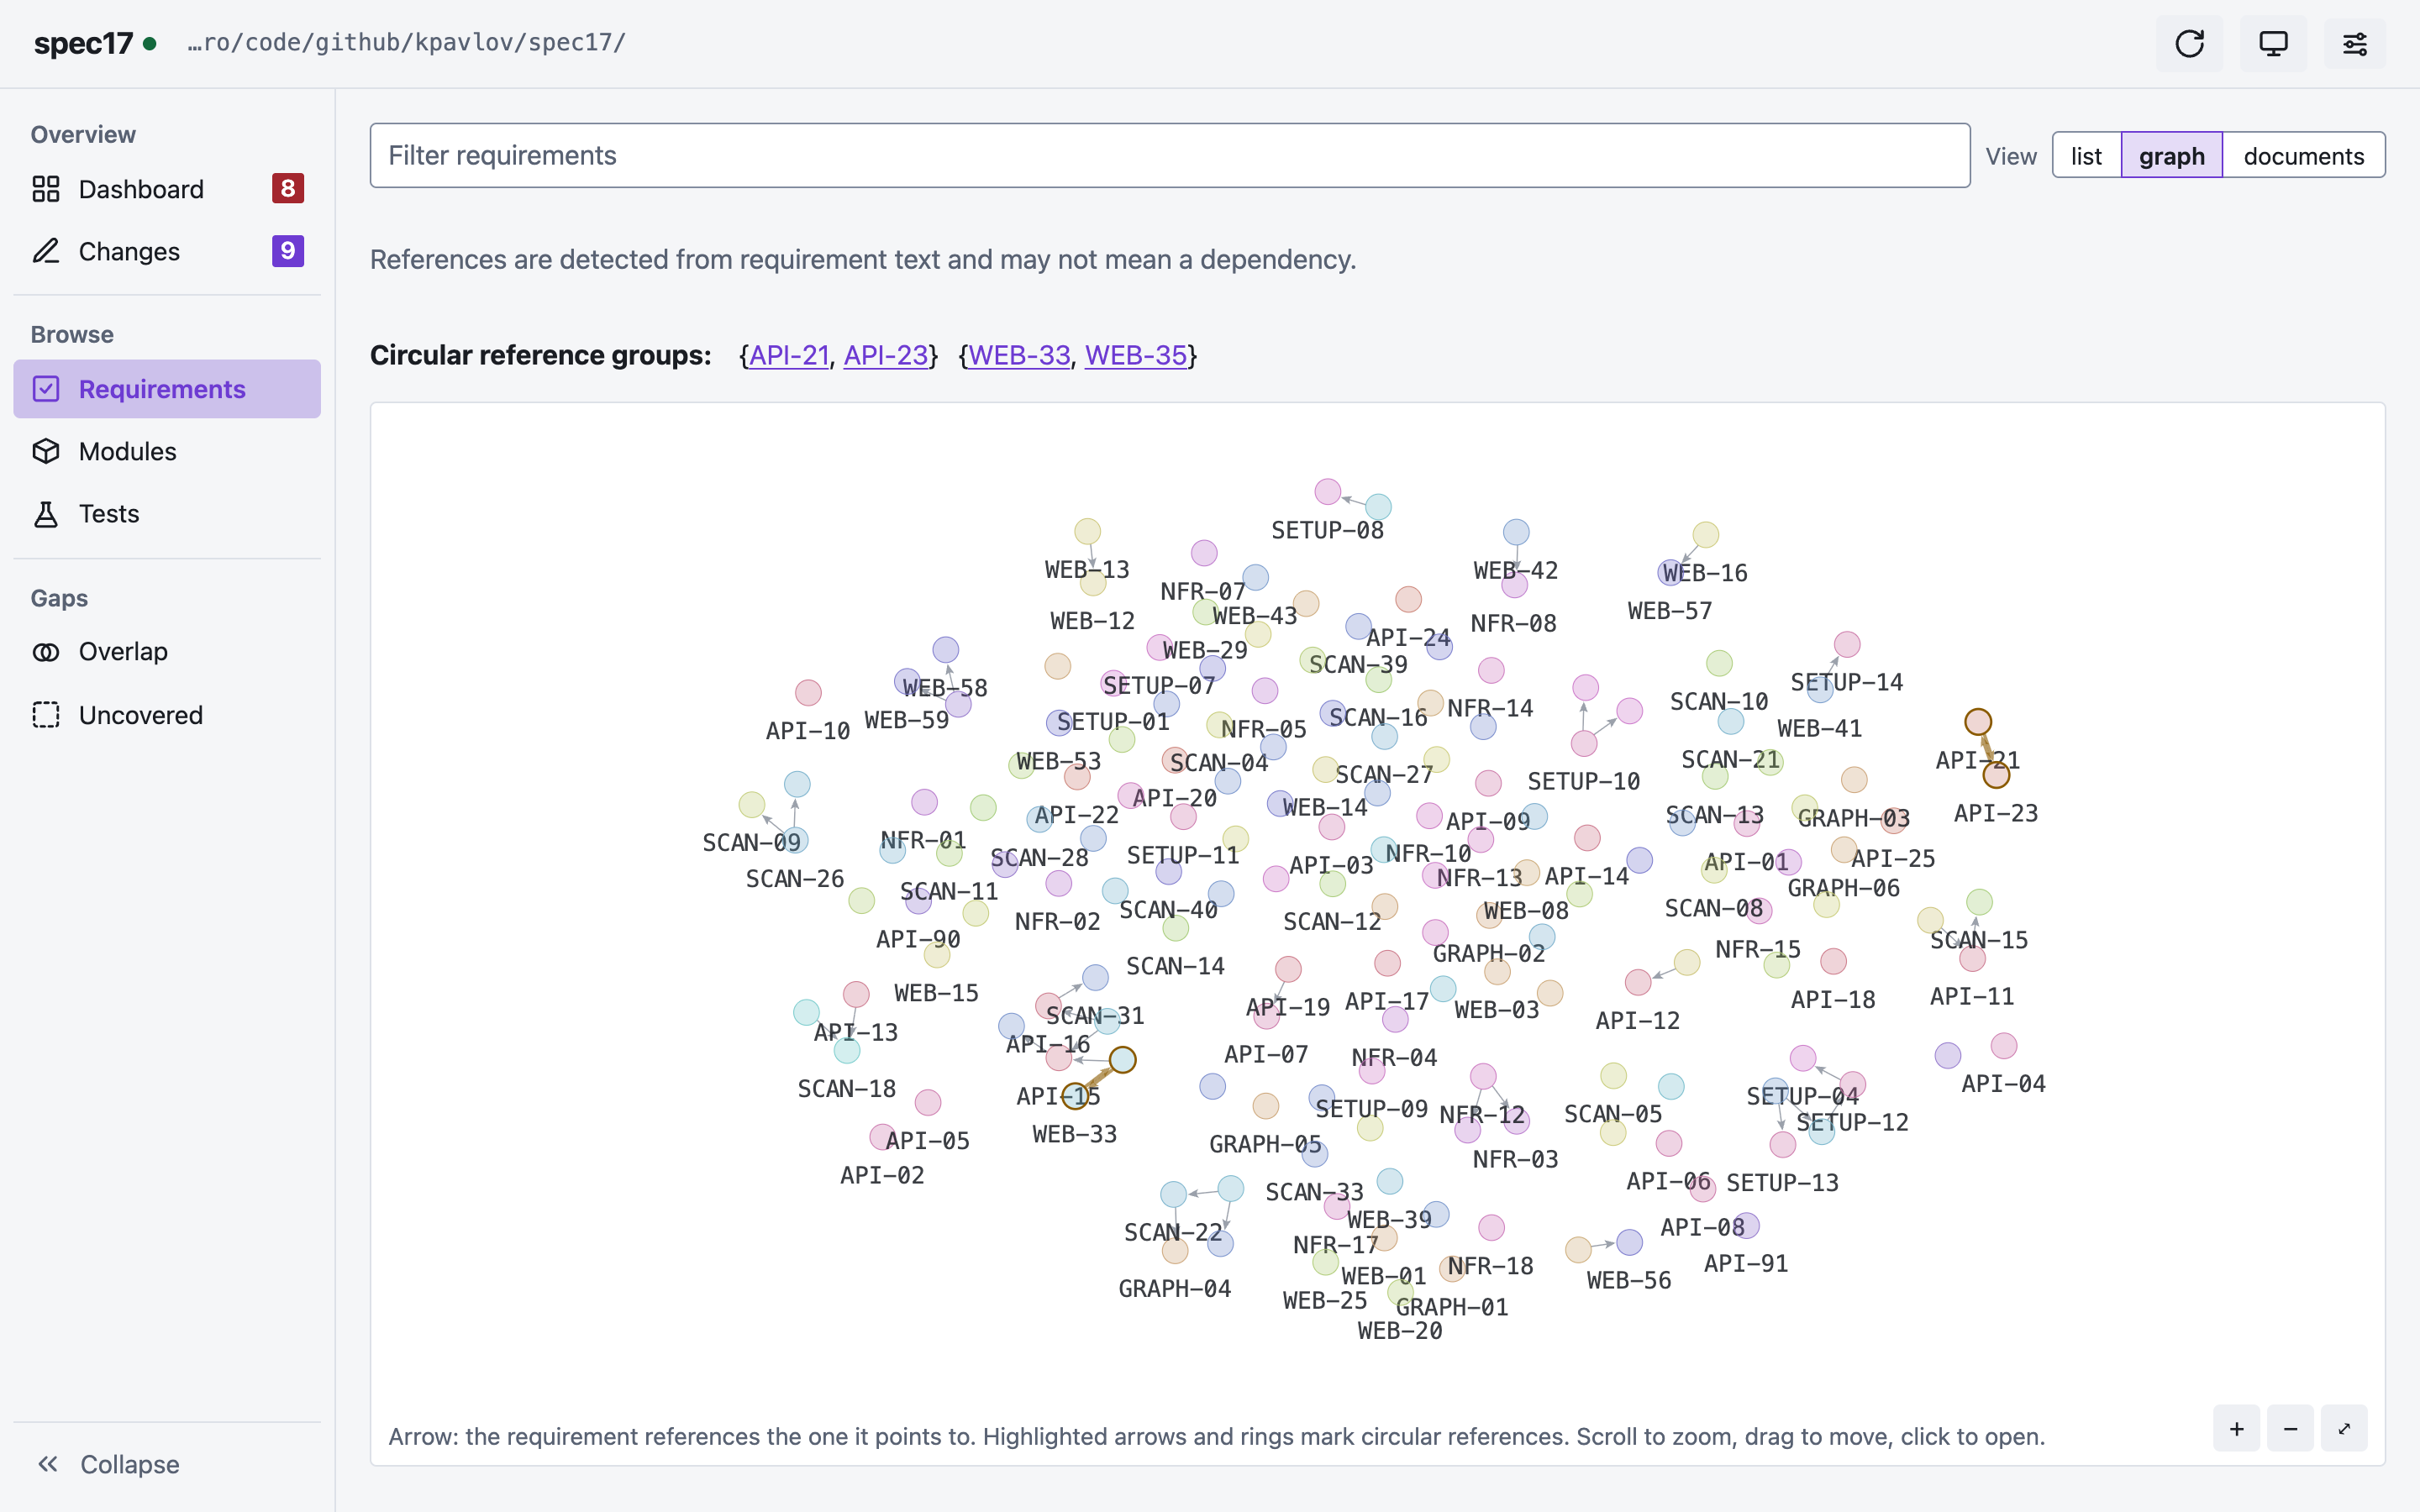 spec17
…ro/code/github/kpavlov/spec17/
Overview
Dashboard 8
Changes 9
Browse
Requirements
Modules
Tests
Gaps
Overlap
Uncovered
Collapse
Filter requirements
View list graph documents
References are detected from requirement text and may not mean a dependency.
Circular reference groups: {API-21, API-23} {WEB-33, WEB-35}
SETUP-08
WEB-13
WEB-42
WEB-16
NFR-07
WEB-43
WEB-57
WEB-12
NFR-08
API-24
WEB-29
SCAN-39
SETUP-14
WEB-58
SETUP-07
SCAN-10
NFR-14
SCAN-16
WEB-59
SETUP-01
NFR-05
WEB-41
API-10
SCAN-21
API-21
WEB-53
SCAN-04
SCAN-27
SETUP-10
API-20
WEB-14
API-23
API-22
SCAN-13
GRAPH-03
API-09
SCAN-09
NFR-01
SCAN-28
SETUP-11
NFR-10
API-25
API-03
API-01
SCAN-26
NFR-13
API-14
GRAPH-06
SCAN-11
SCAN-40
WEB-08
SCAN-08
NFR-02
SCAN-12
API-90
SCAN-15
NFR-15
GRAPH-02
SCAN-14
WEB-15
API-11
API-18
API-17
API-19
WEB-03
SCAN-31
API-12
API-13
API-16
API-07
NFR-04
SCAN-18
API-04
API-15
SETUP-04
SETUP-09
NFR-12
SCAN-05
SETUP-12
WEB-33
API-05
GRAPH-05
NFR-03
API-02
API-06
SETUP-13
SCAN-33
WEB-39
API-08
SCAN-22
NFR-17
API-91
NFR-18
WEB-01
WEB-56
GRAPH-04
WEB-25
GRAPH-01
WEB-20
Arrow: the requirement references the one it points to. Highlighted arrows and rings mark circular references. Scroll to zoom, drag to move, click to open.
+ −